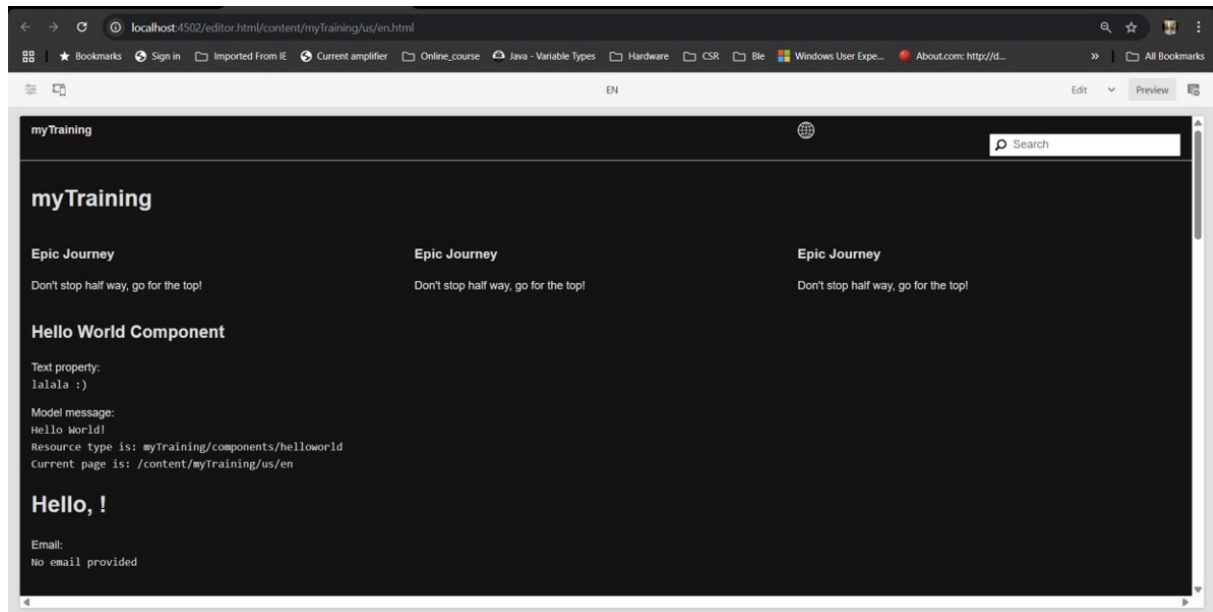 localhost:4502/editor.html/content/myTraining/us/en.html
Bookmarks Sign in Imported From IE Current amplifier Online_course Java - Variable Types Hardware CSR Ble Windows User Expe... About.com: http://d... » All Bookmarks
EN Edit Preview
myTraining
Search
myTraining
Epic Journey Epic Journey Epic Journey
Don't stop half way, go for the top! Don't stop half way, go for the top! Don't stop half way, go for the top!
Hello World Component
Text property:
lalala :)
Model message:
Hello World!
Resource type is: myTraining/components/helloworld
Current page is: /content/myTraining/us/en
Hello, !
Email:
No email provided